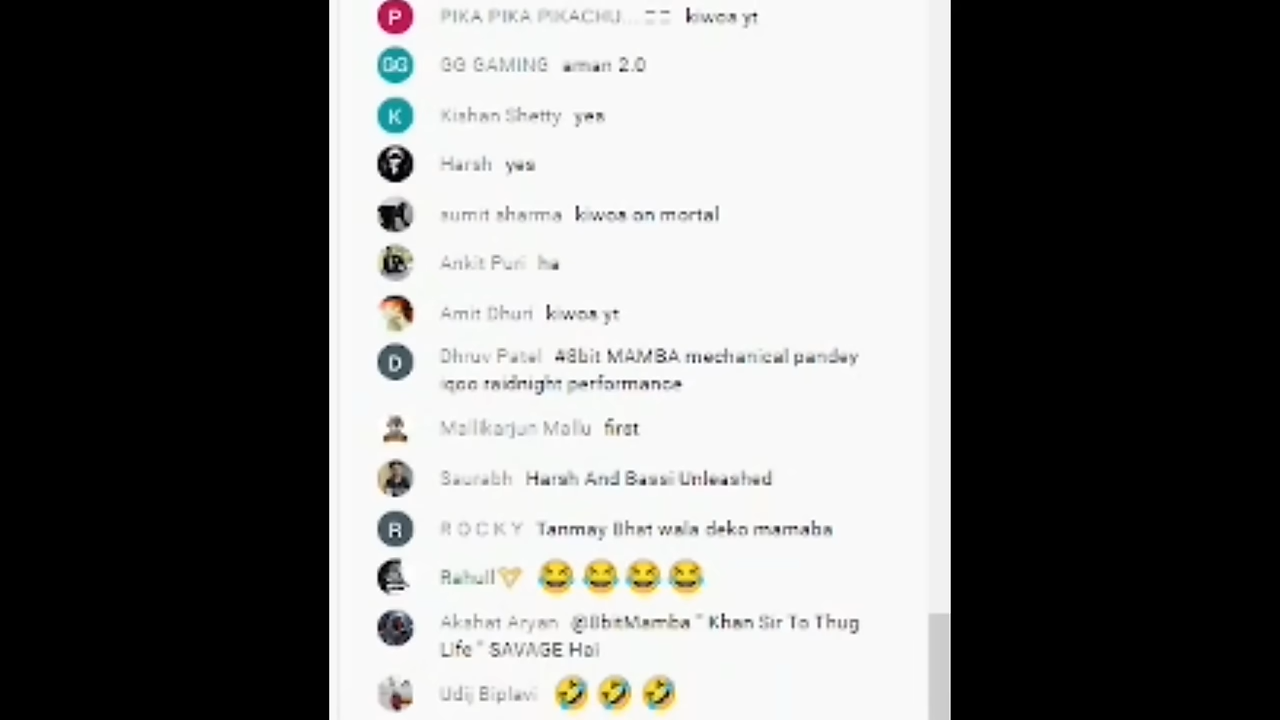 P PIKA PIKA PIKACHU... kiwoa yt
GG GG GAMING aman 2.0
K Kishan Shetty yes
Harsh yes
sumit sharma kiwoa on mortal
Ankit Puri ha
Amit Dhuri kiwoa yt
D Dhruv Patel #8bit MAMBA mechanical pandey
iqoo raidnight performance
Mallikarjun Mallu first
Saurabh Harsh And Bassi Unleashed
R R O C K Y Tanmay Bhat wala deko mamaba
Rahull 😂 😂 😂 😂
Akshat Aryan @8bitMamba " Khan Sir To Thug
Life " SAVAGE Hai
Udij Biplavi 🤣 🤣 🤣